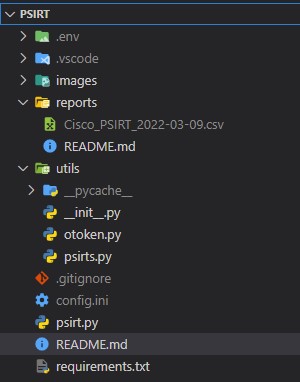 PSIRT
.env
.vscode
images
reports
Cisco_PSIRT_2022-03-09.csv
README.md
utils
__pycache__
__init__.py
otoken.py
psirts.py
.gitignore
config.ini
psirt.py
README.md
requirements.txt